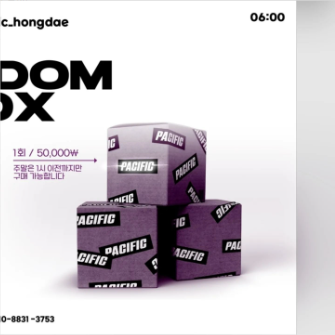 c_hongdae
06:00
DOM
OX
1회 / 50,000₩
주말은 1시 이전까지만
구매 가능합니다
PACIFIC
PACIFIC
PACIFIC
PACIFIC
PACIFIC
PACIFIC
0-8831 -3753